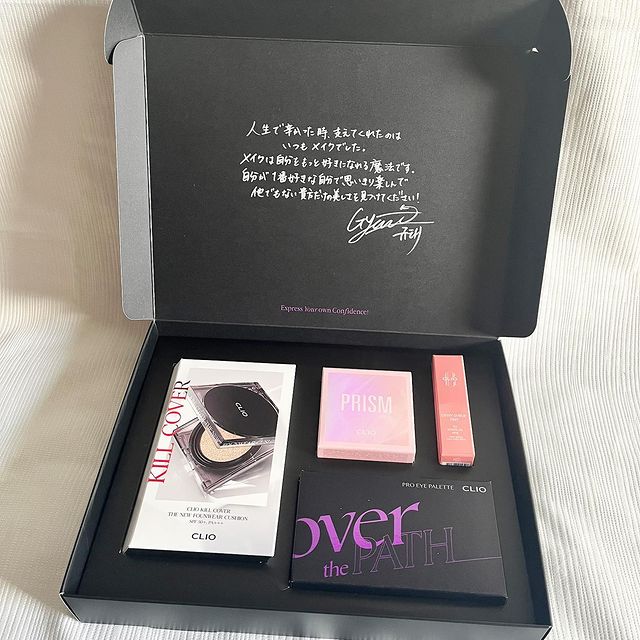 人生で辛かった時、支えてくれたのは
いつもメイクでした。
メイクは自分をもっと好きになれる魔法です。
自分が1番好きな自分で思いきり楽しんで
他でもない貴方だけの美しさを見つけてください!
Express Your own Confidence!
KILL COVER
CLIO
CLIO KILL COVER
THE NEW FOUNWEAR CUSHION
SPF 50+, PA+++
CLIO
PRISM
CLIO
PRO EYE PALETTE CLIO
over
the PATH